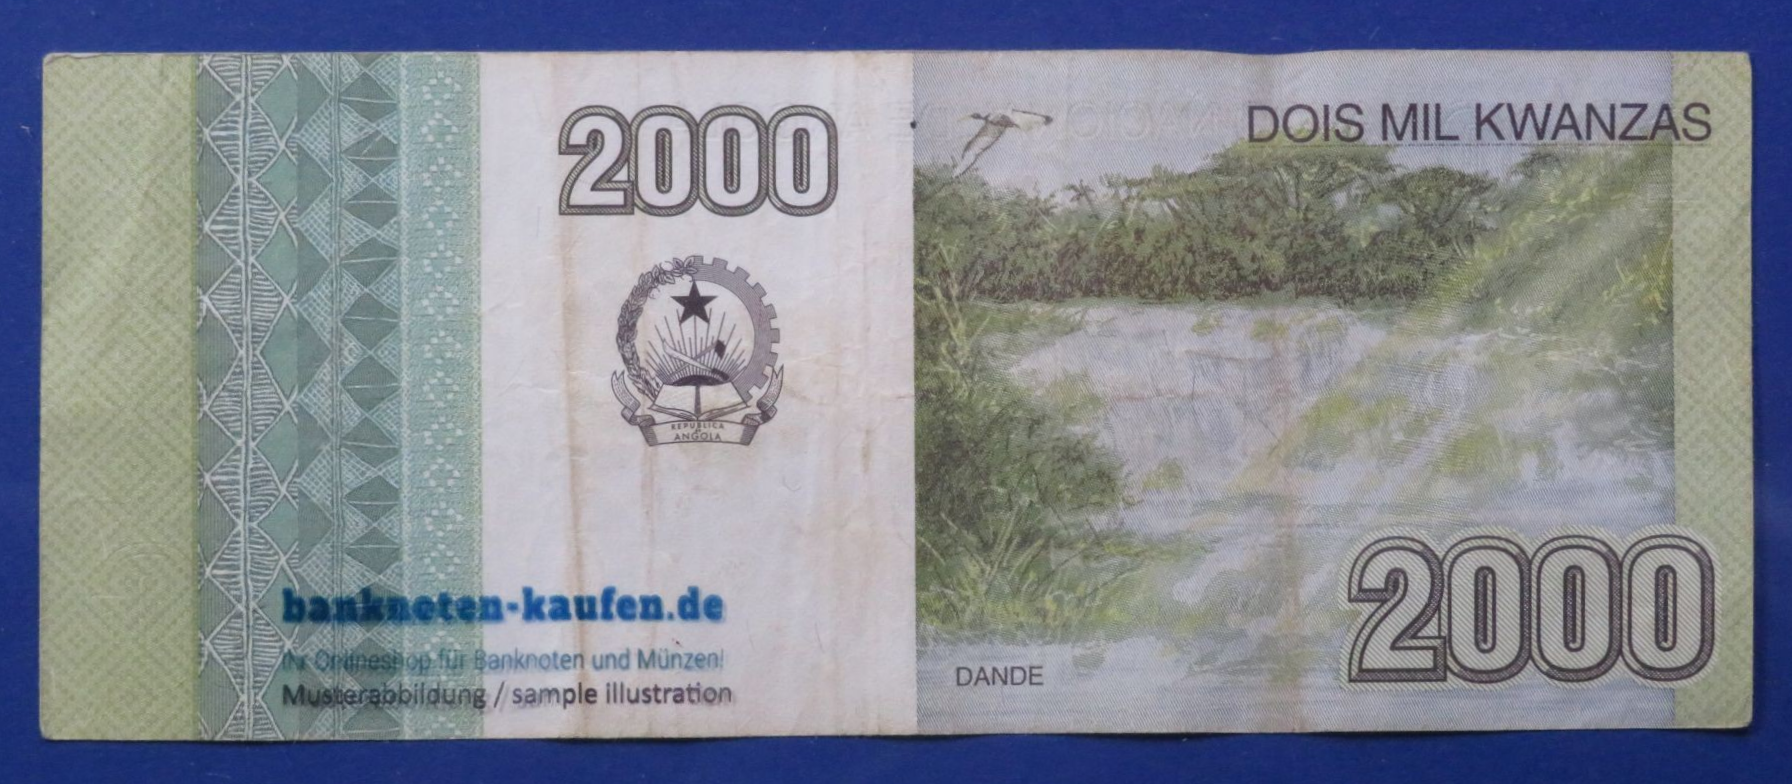 2000
DOIS MIL KWANZAS
REPUBLICA
DE
ANGOLA
banknoten-kaufen.de
Ihr Onlineshop für Banknoten und Münzen!
Musterabbildung / sample illustration
DANDE
2000